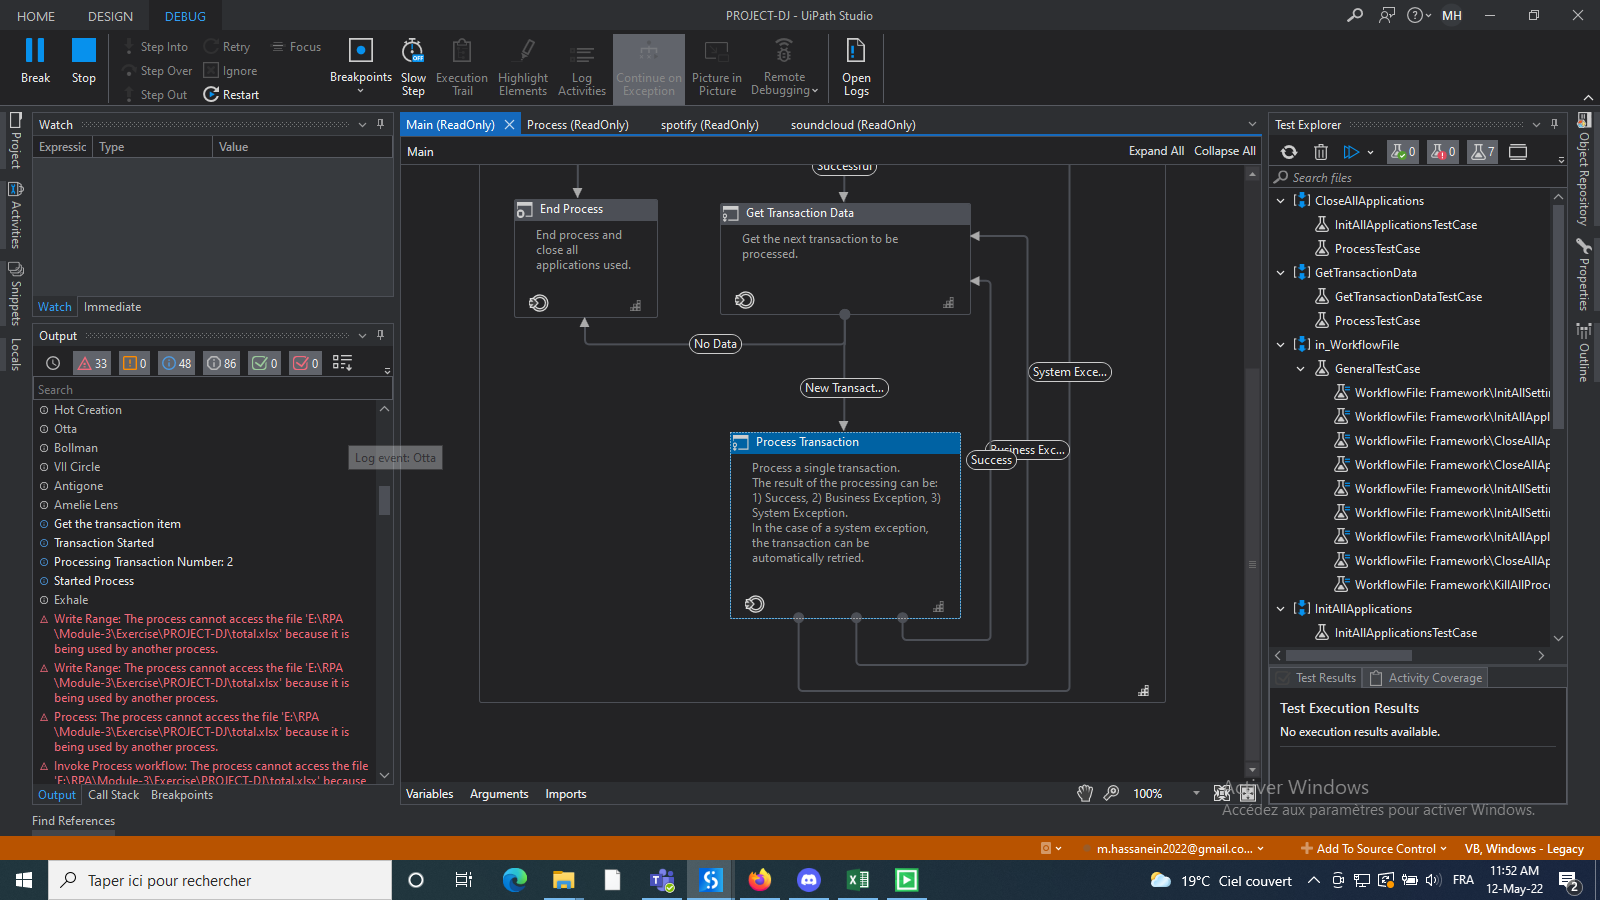 HOME
DESIGN
DEBUG
PROJECT-DJ - UiPath Studio
MH
Break
Stop
Step Into
Step Over
Step Out
Retry
Ignore
Restart
Focus
Breakpoints
Slow Step
OFF
Execution Trail
Highlight Elements
Log Activities
Continue on Exception
Picture in Picture
Remote Debugging
Open Logs
Project
Activities
Snippets
Locals
Watch
Expressic
Type
Value
Watch
Immediate
Output
33
0
48
86
0
0
Search
Hot Creation
Otta
Bollman
VII Circle
Antigone
Amelie Lens
Log event: Otta
Get the transaction item
Transaction Started
Processing Transaction Number: 2
Started Process
Exhale
Write Range: The process cannot access the file 'E:\RPA
\Module-3\Exercise\PROJECT-DJ\total.xlsx' because it is
being used by another process.
Write Range: The process cannot access the file 'E:\RPA
\Module-3\Exercise\PROJECT-DJ\total.xlsx' because it is
being used by another process.
Process: The process cannot access the file 'E:\RPA
\Module-3\Exercise\PROJECT-DJ\total.xlsx' because it is
being used by another process.
Invoke Process workflow: The process cannot access the file
'E:\RPA\Module-3\Exercise\PROJECT-DJ\total.xlsx' because
Output
Call Stack
Breakpoints
Find References
Main (ReadOnly)
Process (ReadOnly)
spotify (ReadOnly)
soundcloud (ReadOnly)
Main
Expand All
Collapse All
Successful
End Process
End process and
close all
applications used.
Get Transaction Data
Get the next transaction to be
processed.
No Data
New Transact...
System Exce...
Business Exc...
Success
Process Transaction
Process a single transaction.
The result of the processing can be:
1) Success, 2) Business Exception, 3)
System Exception.
In the case of a system exception,
the transaction can be
automatically retried.
Variables
Arguments
Imports
100%
Test Explorer
0
0
7
Search files
CloseAllApplications
InitAllApplicationsTestCase
ProcessTestCase
GetTransactionData
GetTransactionDataTestCase
ProcessTestCase
in_WorkflowFile
GeneralTestCase
WorkflowFile: Framework\InitAllSetti
WorkflowFile: Framework\InitAllAppl
WorkflowFile: Framework\CloseAllAp
WorkflowFile: Framework\CloseAllAp
WorkflowFile: Framework\InitAllSetti
WorkflowFile: Framework\InitAllSetti
WorkflowFile: Framework\InitAllAppl
WorkflowFile: Framework\CloseAllAp
WorkflowFile: Framework\KillAllProce
InitAllApplications
InitAllApplicationsTestCase
Test Results
Activity Coverage
Test Execution Results
No execution results available.
Object Repository
Properties
Outline
Activer Windows
Accédez aux paramètres pour activer Windows.
m.hassanein2022@gmail.co...
Add To Source Control
VB, Windows - Legacy
Taper ici pour rechercher
19°C
Ciel couvert
FRA
11:52 AM
12-May-22
2